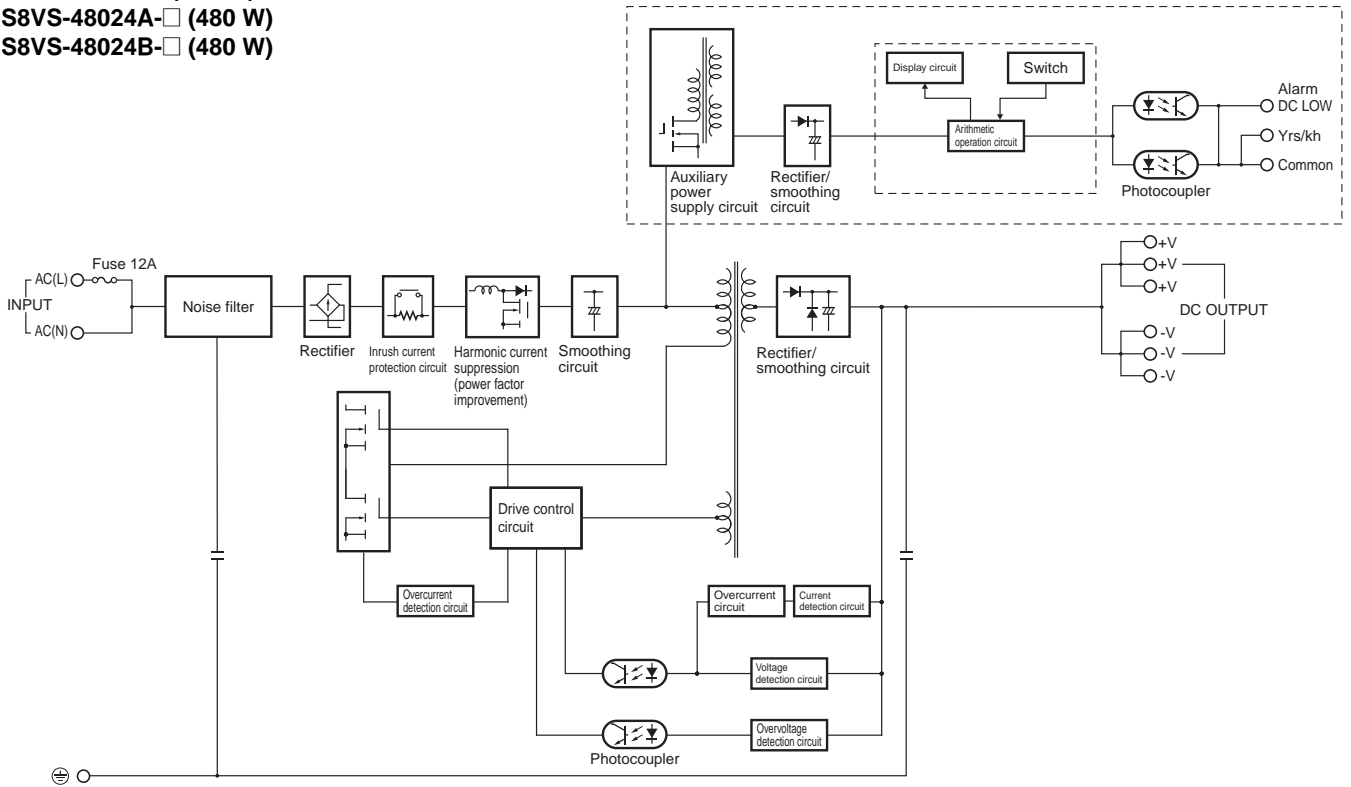 S8VS-48024A-□ (480 W)
S8VS-48024B-□ (480 W)
Display circuit
Switch
Arithmetic
operation circuit
Alarm
DC LOW
Yrs/kh
Common
Photocoupler
Auxiliary
power
supply circuit
Rectifier/
smoothing
circuit
INPUT
AC(L)
Fuse 12A
AC(N)
Noise filter
Rectifier
Inrush current
protection circuit
Harmonic current
suppression
(power factor
improvement)
Smoothing
circuit
Rectifier/
smoothing circuit
+V
+V
+V
DC OUTPUT
-V
-V
-V
Drive control
circuit
Overcurrent
detection circuit
Overcurrent
circuit
Current
detection circuit
Voltage
detection circuit
Overvoltage
detection circuit
Photocoupler